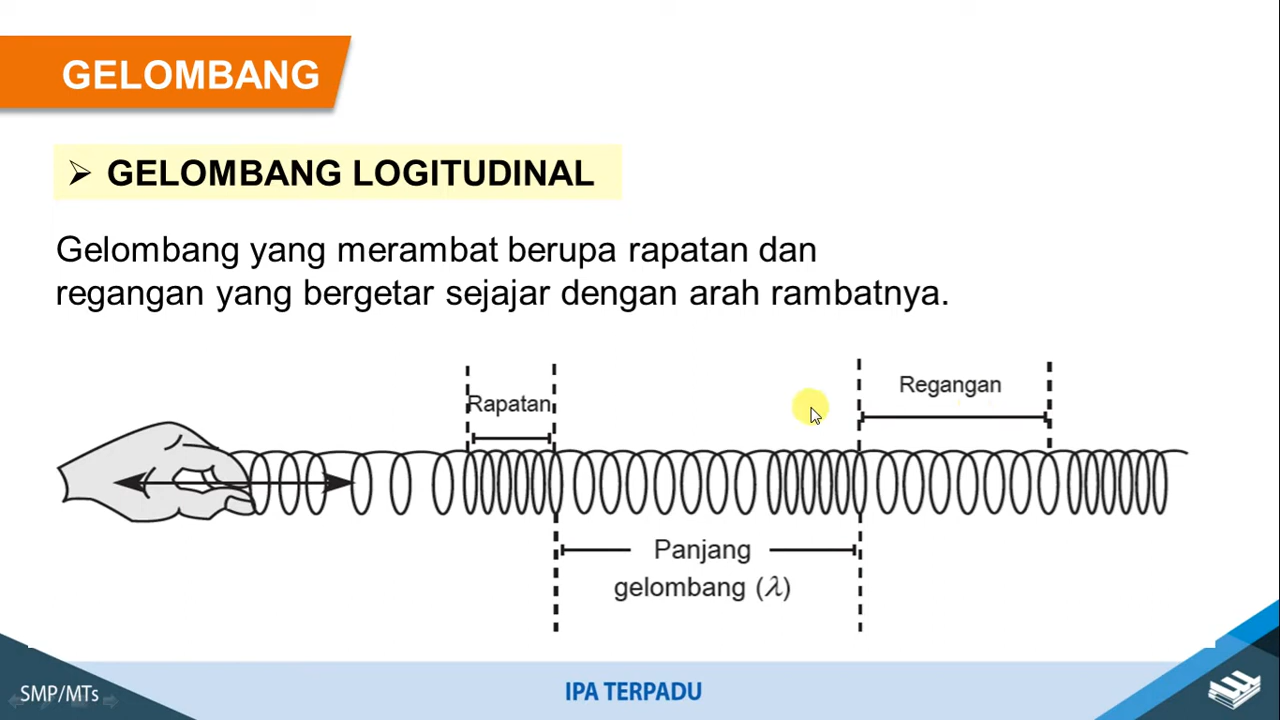 GELOMBANG
➢ GELOMBANG LOGITUDINAL
Gelombang yang merambat berupa rapatan dan
regangan yang bergetar sejajar dengan arah rambatnya.
Rapatan
Regangan
Panjang
gelombang (λ)
SMP/MTs
IPA TERPADU